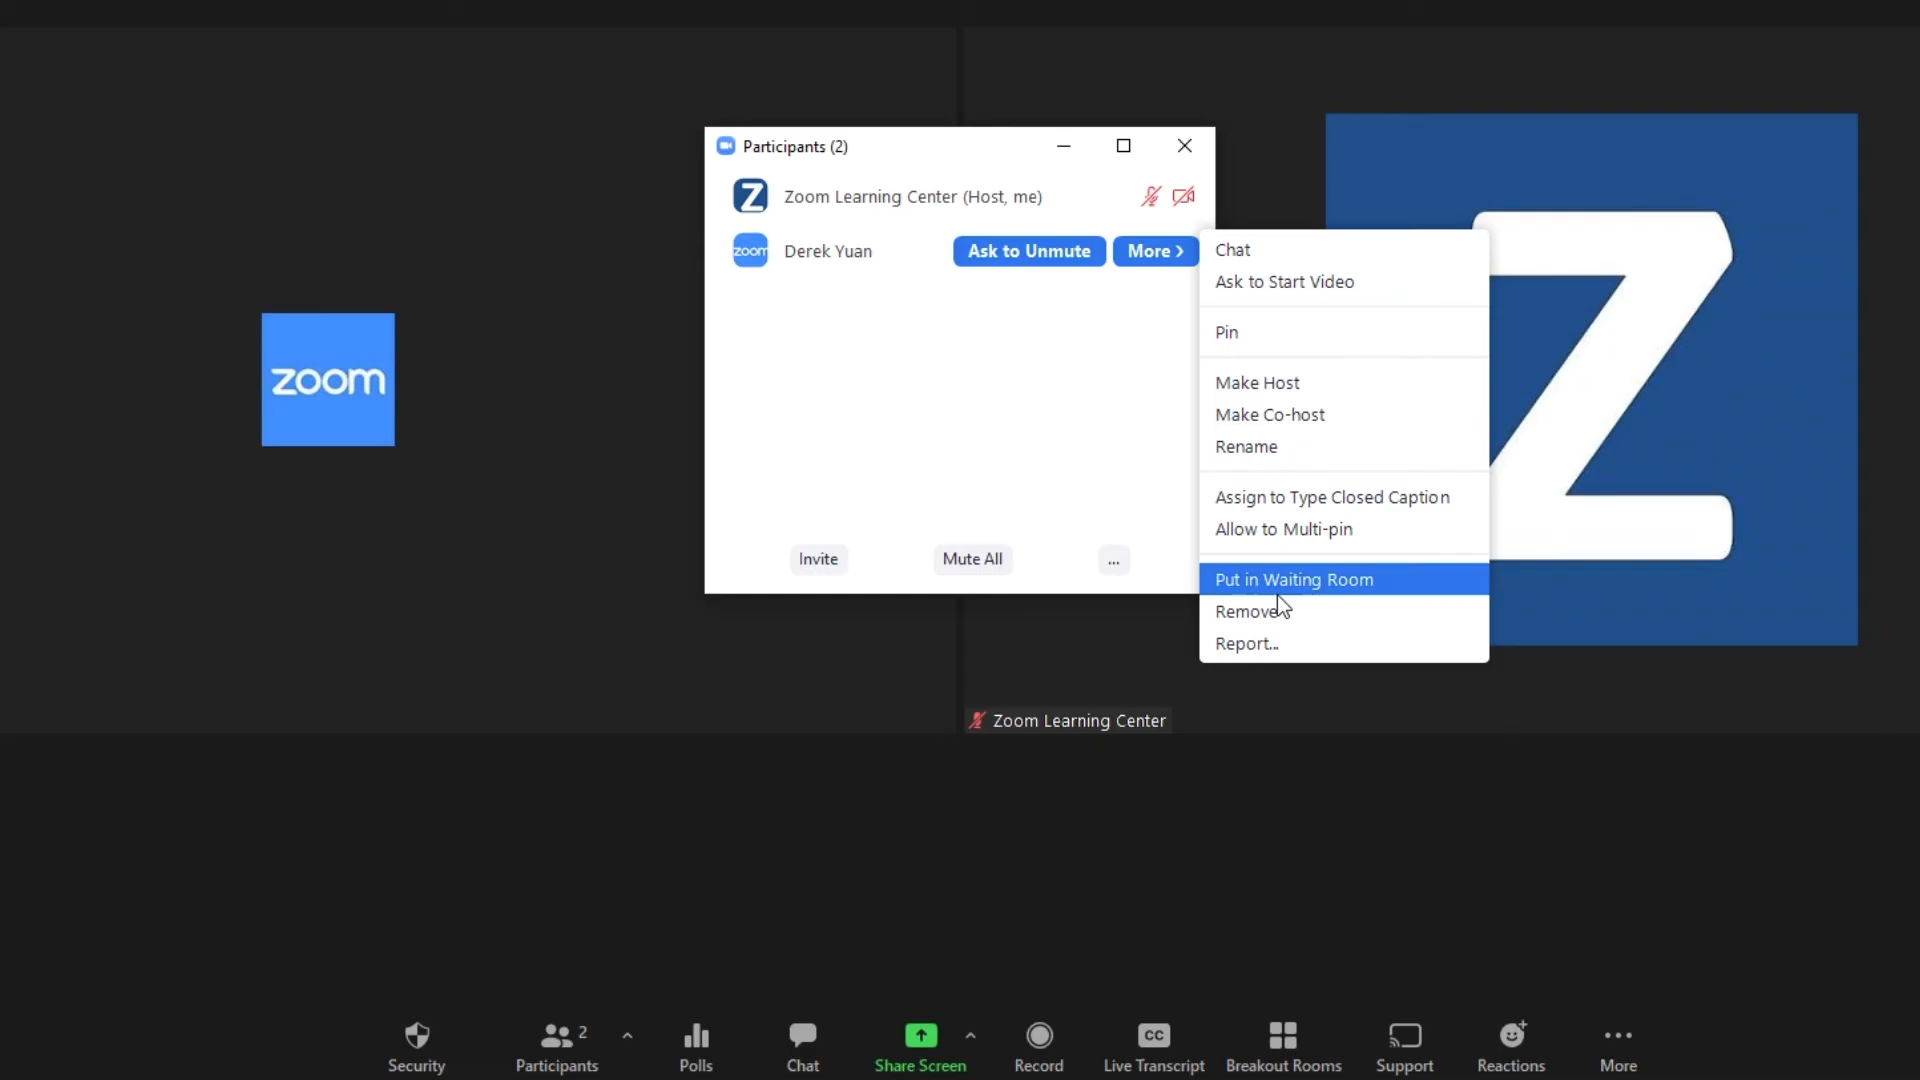 Participants (2)
Z Zoom Learning Center (Host, me)
zoom Derek Yuan Ask to Unmute More
Chat
Ask to Start Video
Pin
Make Host
Make Co-host
Rename
Assign to Type Closed Caption
Allow to Multi-pin
Put in Waiting Room
Remove
Report...
Invite Mute All ...
zoom
Z
Zoom Learning Center
2
CC
Security Participants Polls Chat Share Screen Record Live Transcript Breakout Rooms Support Reactions More